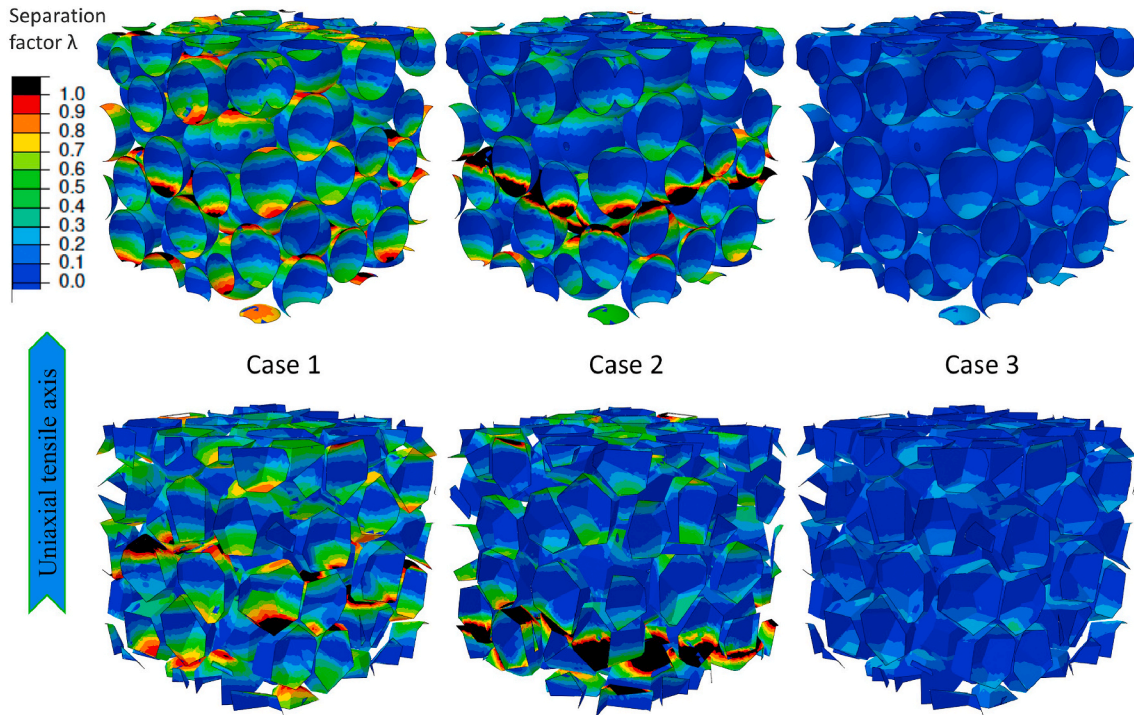 Separation
factor λ
1.0
0.9
0.8
0.7
0.6
0.5
0.4
0.3
0.2
0.1
0.0
Case 1
Case 2
Case 3
Uniaxial tensile axis